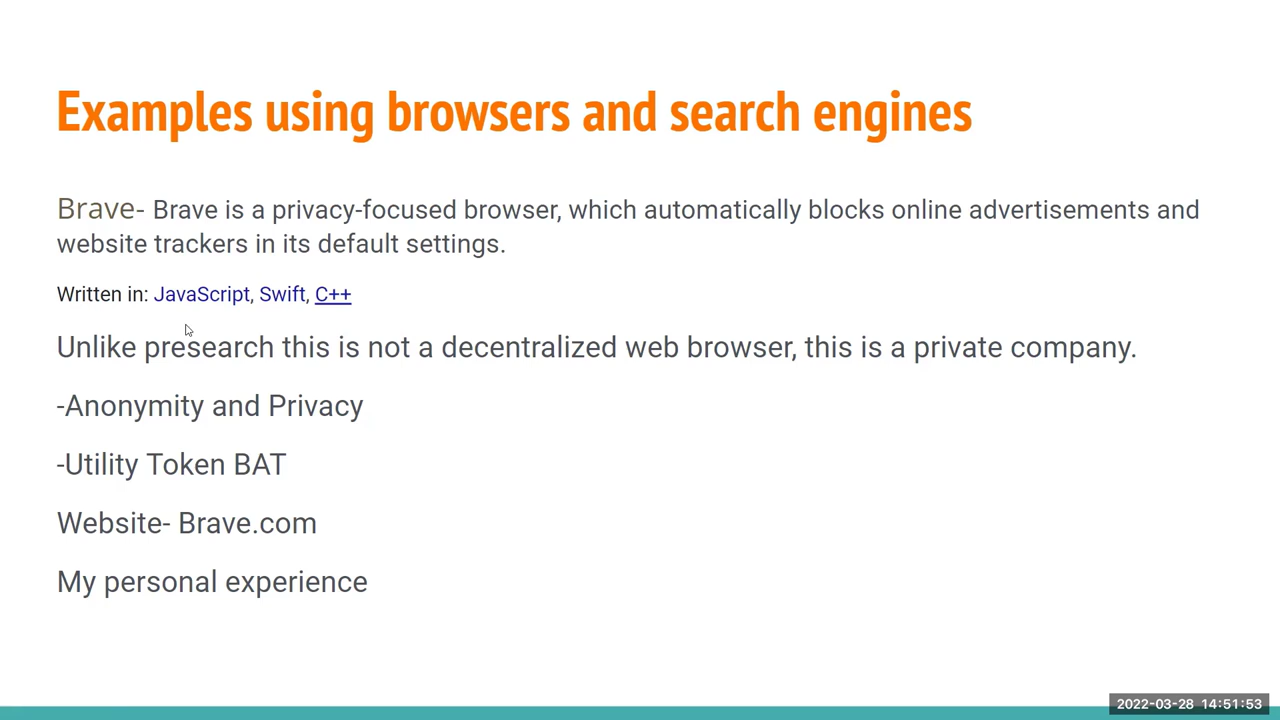 Examples using browsers and search engines
Brave- Brave is a privacy-focused browser, which automatically blocks online advertisements and
website trackers in its default settings.
Written in: JavaScript, Swift, C++
Unlike presearch this is not a decentralized web browser, this is a private company.
-Anonymity and Privacy
-Utility Token BAT
Website- Brave.com
My personal experience
2022-03-28 14:51:53